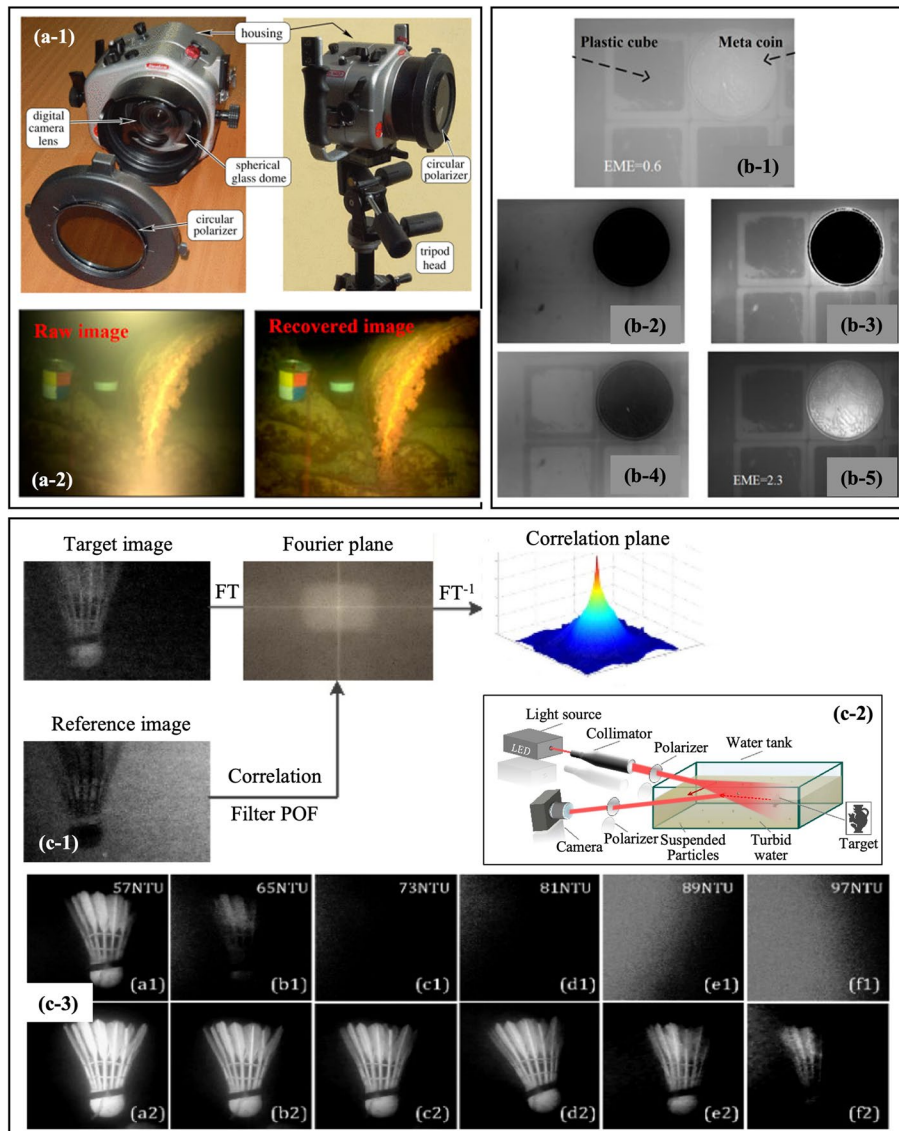 (a-1)
housing
digital
camera
lens
spherical
glass dome
circular
polarizer
circular
polarizer
tripod
head
Raw image
Recovered image
(a-2)
Plastic cube
Meta coin
EME=0.6
(b-1)
(b-2)
(b-3)
(b-4)
EME=2.3
(b-5)
Target image
Fourier plane
Correlation plane
FT
FT-1
Reference image
Correlation
Filter POF
(c-1)
(c-2)
Light source
LED
Collimator
Polarizer
Water tank
Camera
Polarizer
Suspended
Particles
Turbid
water
Target
57NTU
65NTU
73NTU
81NTU
89NTU
97NTU
(a1)
(b1)
(c1)
(d1)
(e1)
(f1)
(c-3)
(a2)
(b2)
(c2)
(d2)
(e2)
(f2)